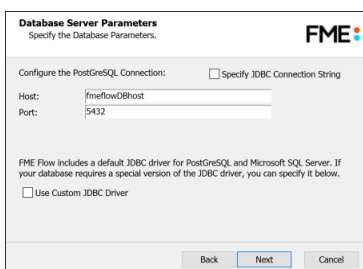 Database Server Parameters
Specify the Database Parameters.
FME
Configure the PostGreSQL Connection:
Specify JDBC Connection String
Host:
fmeflowDBhost
Port:
5432
FME Flow includes a default JDBC driver for PostGreSQL and Microsoft SQL Server. If
your database requires a special version of the JDBC driver, you can specify it below.
Use Custom JDBC Driver
Back
Next
Cancel